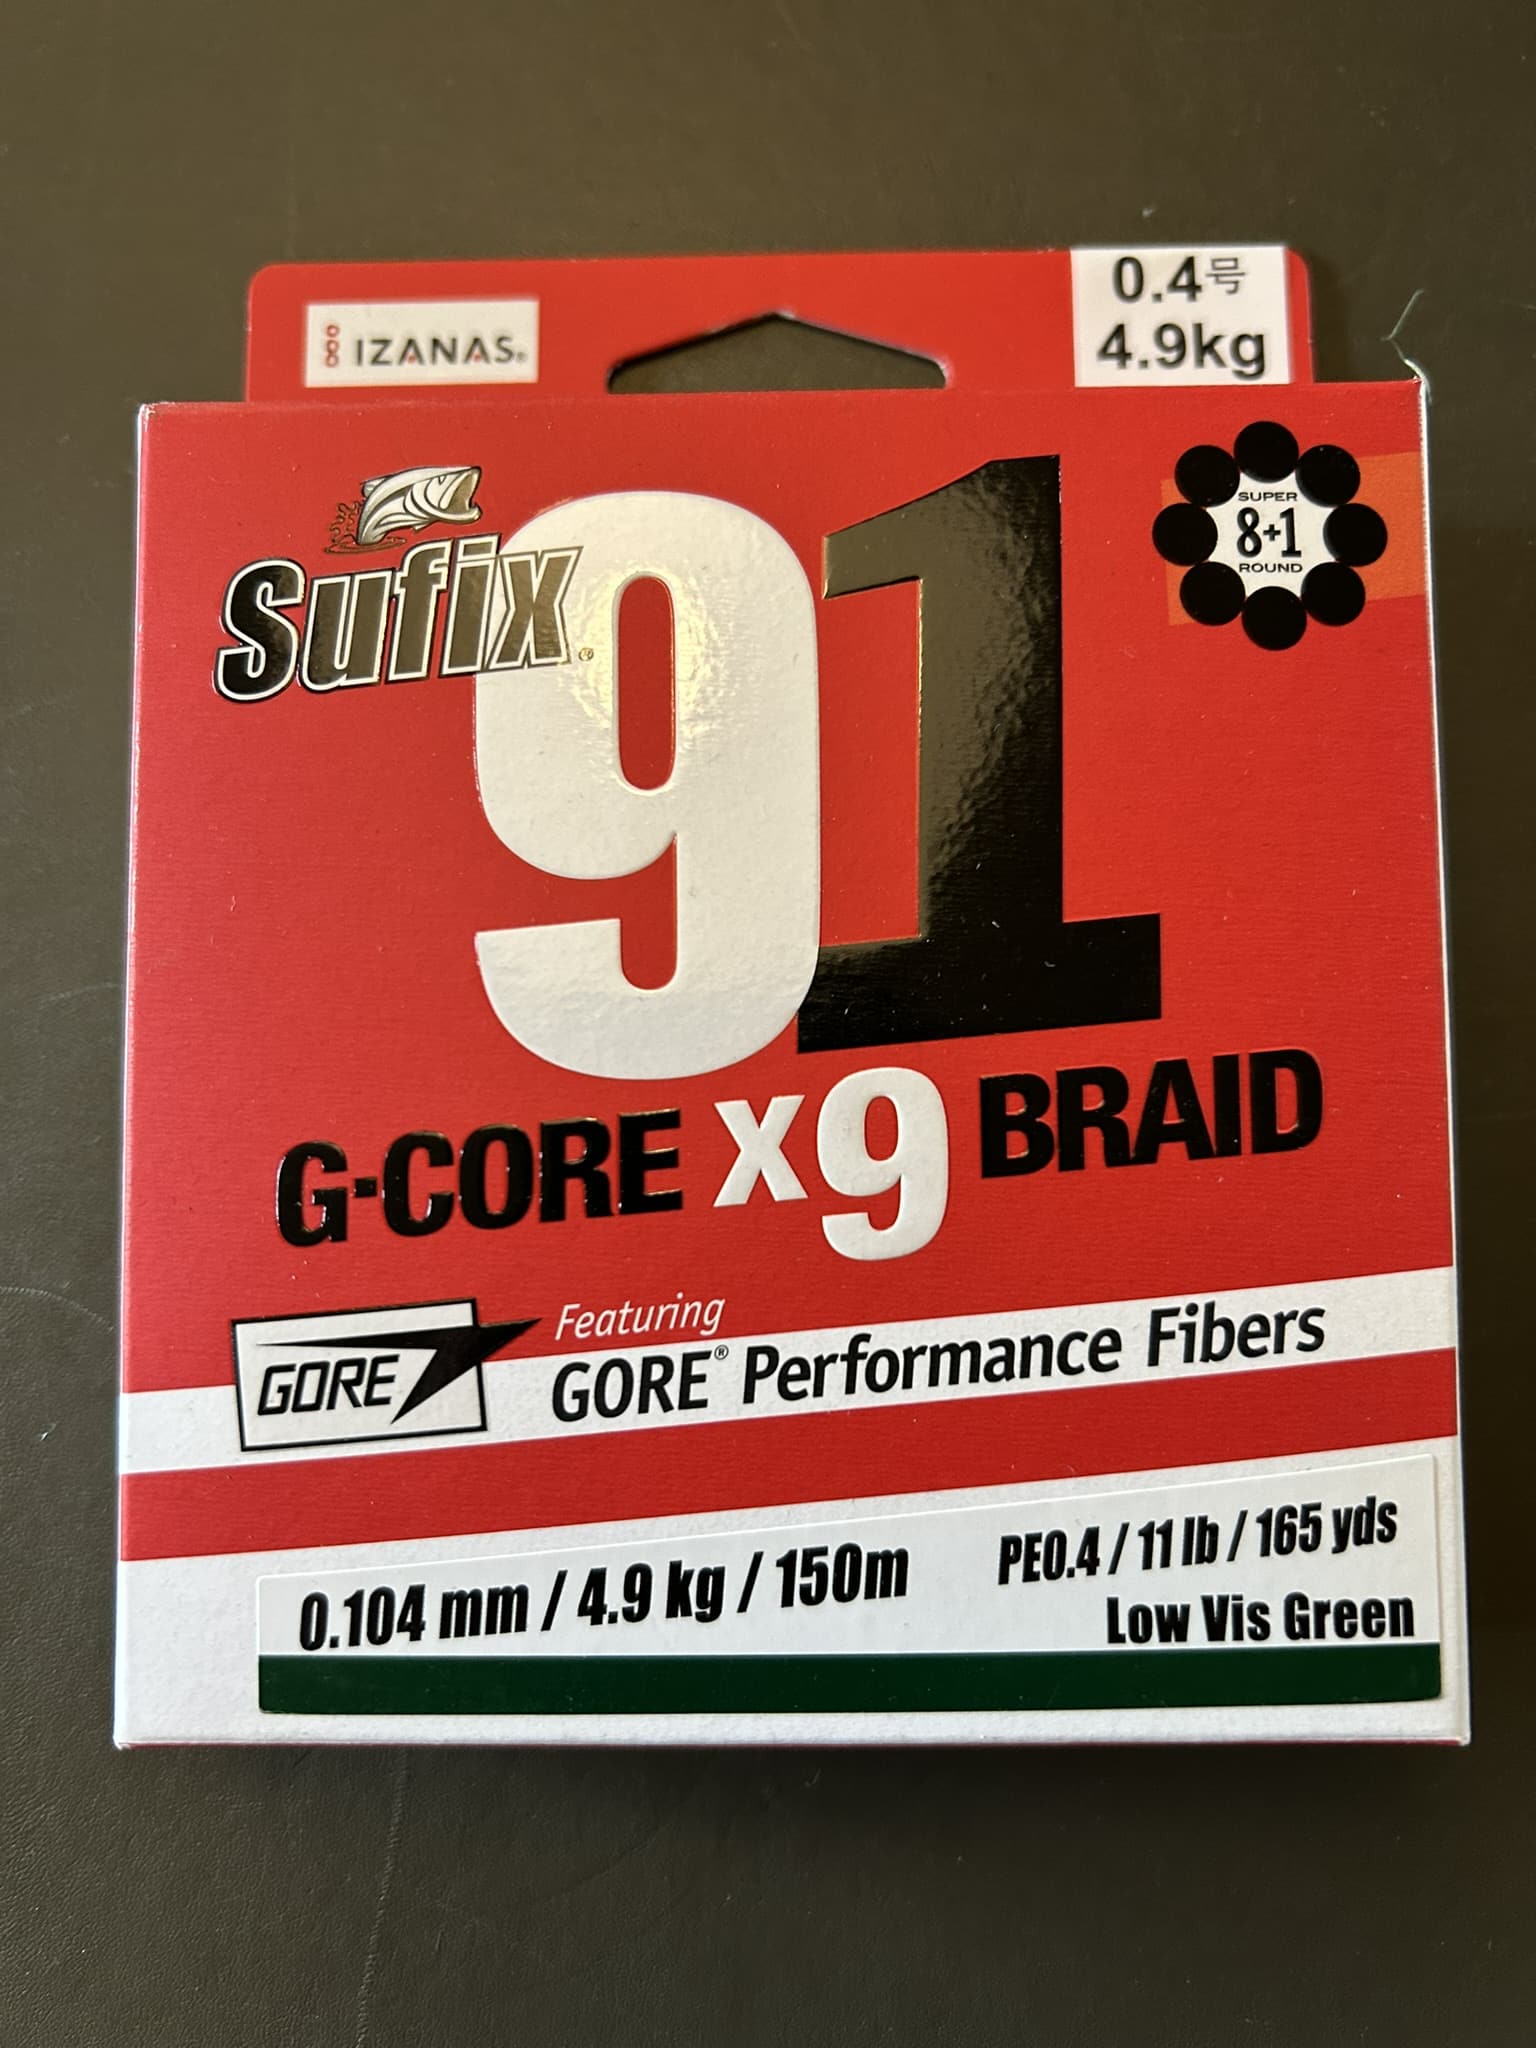 IZANAS®
0.4号
4.9kg
Sufix®
91
SUPER
8+1
ROUND
G-CORE X9 BRAID
GORE
Featuring
GORE® Performance Fibers
0.104 mm / 4.9 kg / 150m
PE0.4 / 11 lb / 165 yds
Low Vis Green